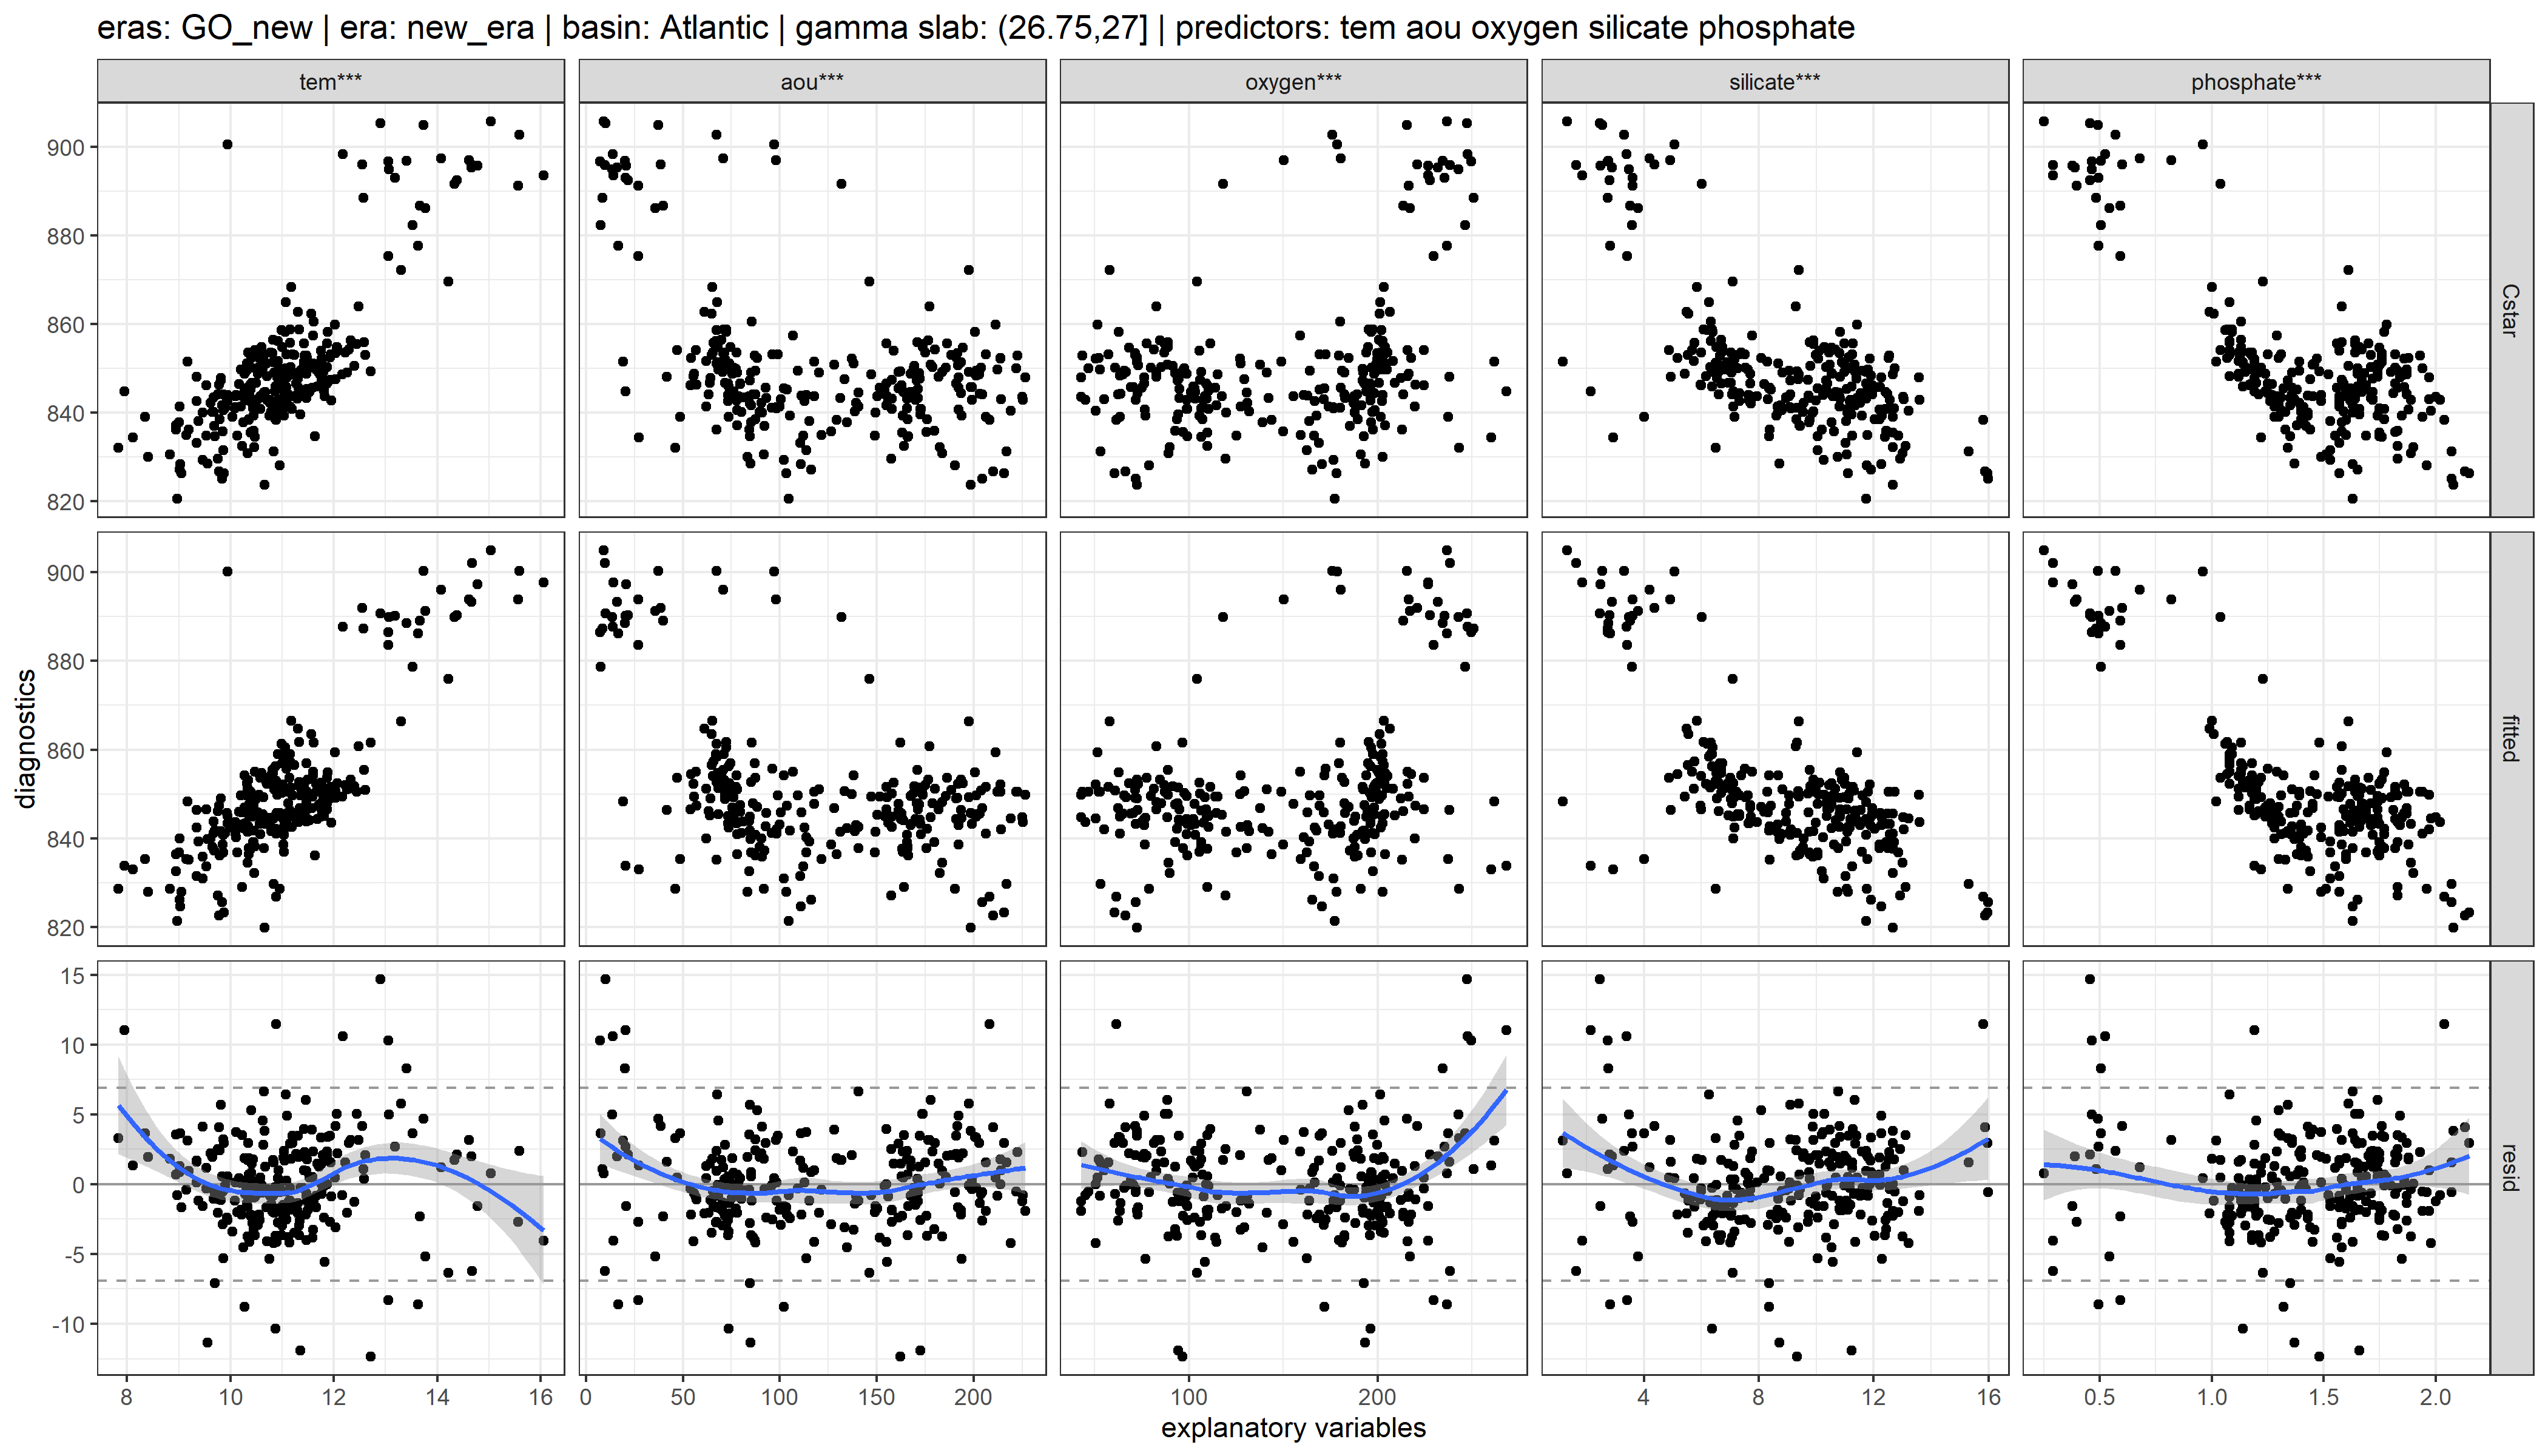 eras: GO_new | era: new_era | basin: Atlantic | gamma slab: (26.75,27] | predictors: tem aou oxygen silicate phosphate
tem*** aou*** oxygen*** silicate*** phosphate***
900
880
860
840
820
Cstar
900
880
860
840
820
fitted
diagnostics
15
10
5
0
-5
-10
resid
8 10 12 14 16 0 50 100 150 200 100 200 4 8 12 16 0.5 1.0 1.5 2.0
explanatory variables